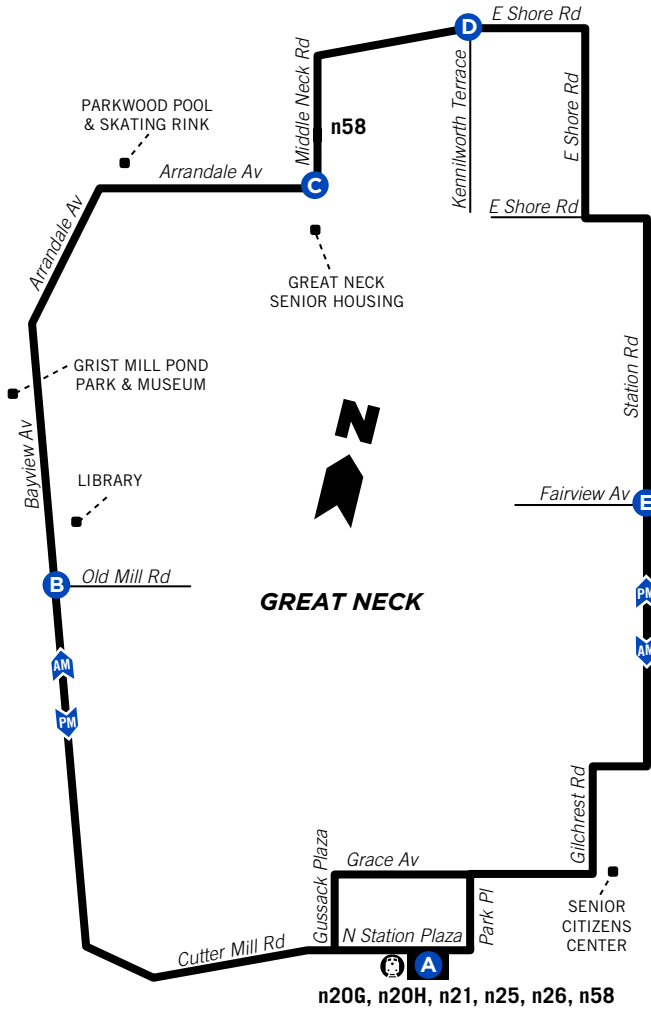 E Shore Rd
D
Middle Neck Rd
n58
Kennilworth Terrace
E Shore Rd
PARKWOOD POOL
& SKATING RINK
Arrandale Av
C
E Shore Rd
Arrandale Av
GREAT NECK
SENIOR HOUSING
GRIST MILL POND
PARK & MUSEUM
Station Rd
Bayview Av
N
LIBRARY
Fairview Av
E
B
Old Mill Rd
GREAT NECK
PM
AM
AM
PM
Gilchrest Rd
Gussack Plaza
Grace Av
Park Pl
SENIOR
CITIZENS
CENTER
N Station Plaza
Cutter Mill Rd
A
n20G, n20H, n21, n25, n26, n58